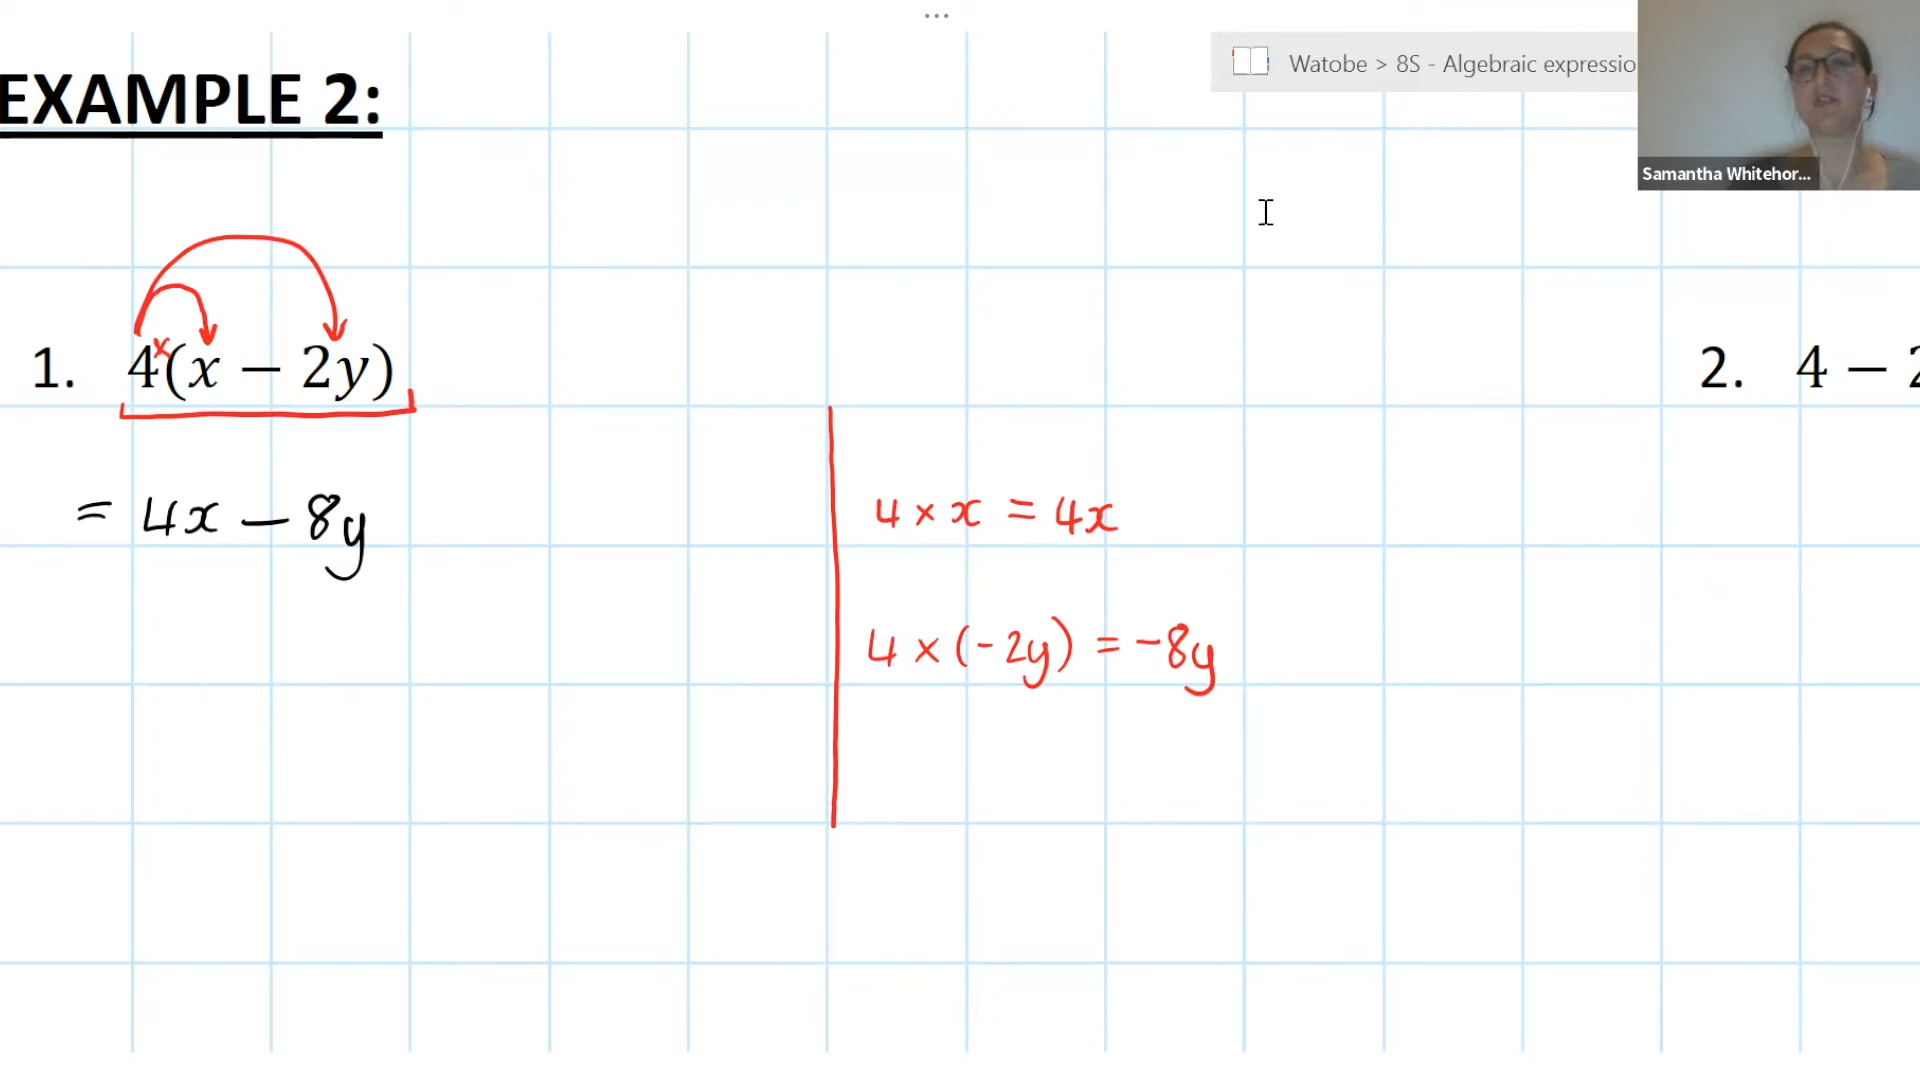 ...
Watobe > 8S - Algebraic expressio
Samantha Whitehor...
EXAMPLE 2:
1. 4×(x − 2y)
= 4x − 8y
4 × x = 4x
4 × (-2y) = -8y
2. 4 − 2